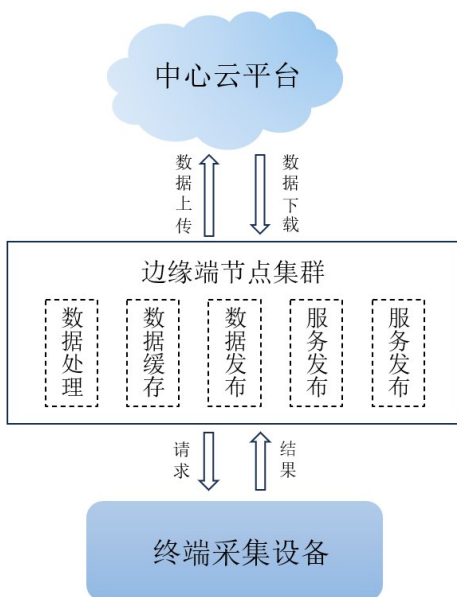 中心云平台
数据上传
数据下载
边缘端节点集群
数据处理
数据缓存
数据发布
服务发布
服务发布
请求
结果
终端采集设备